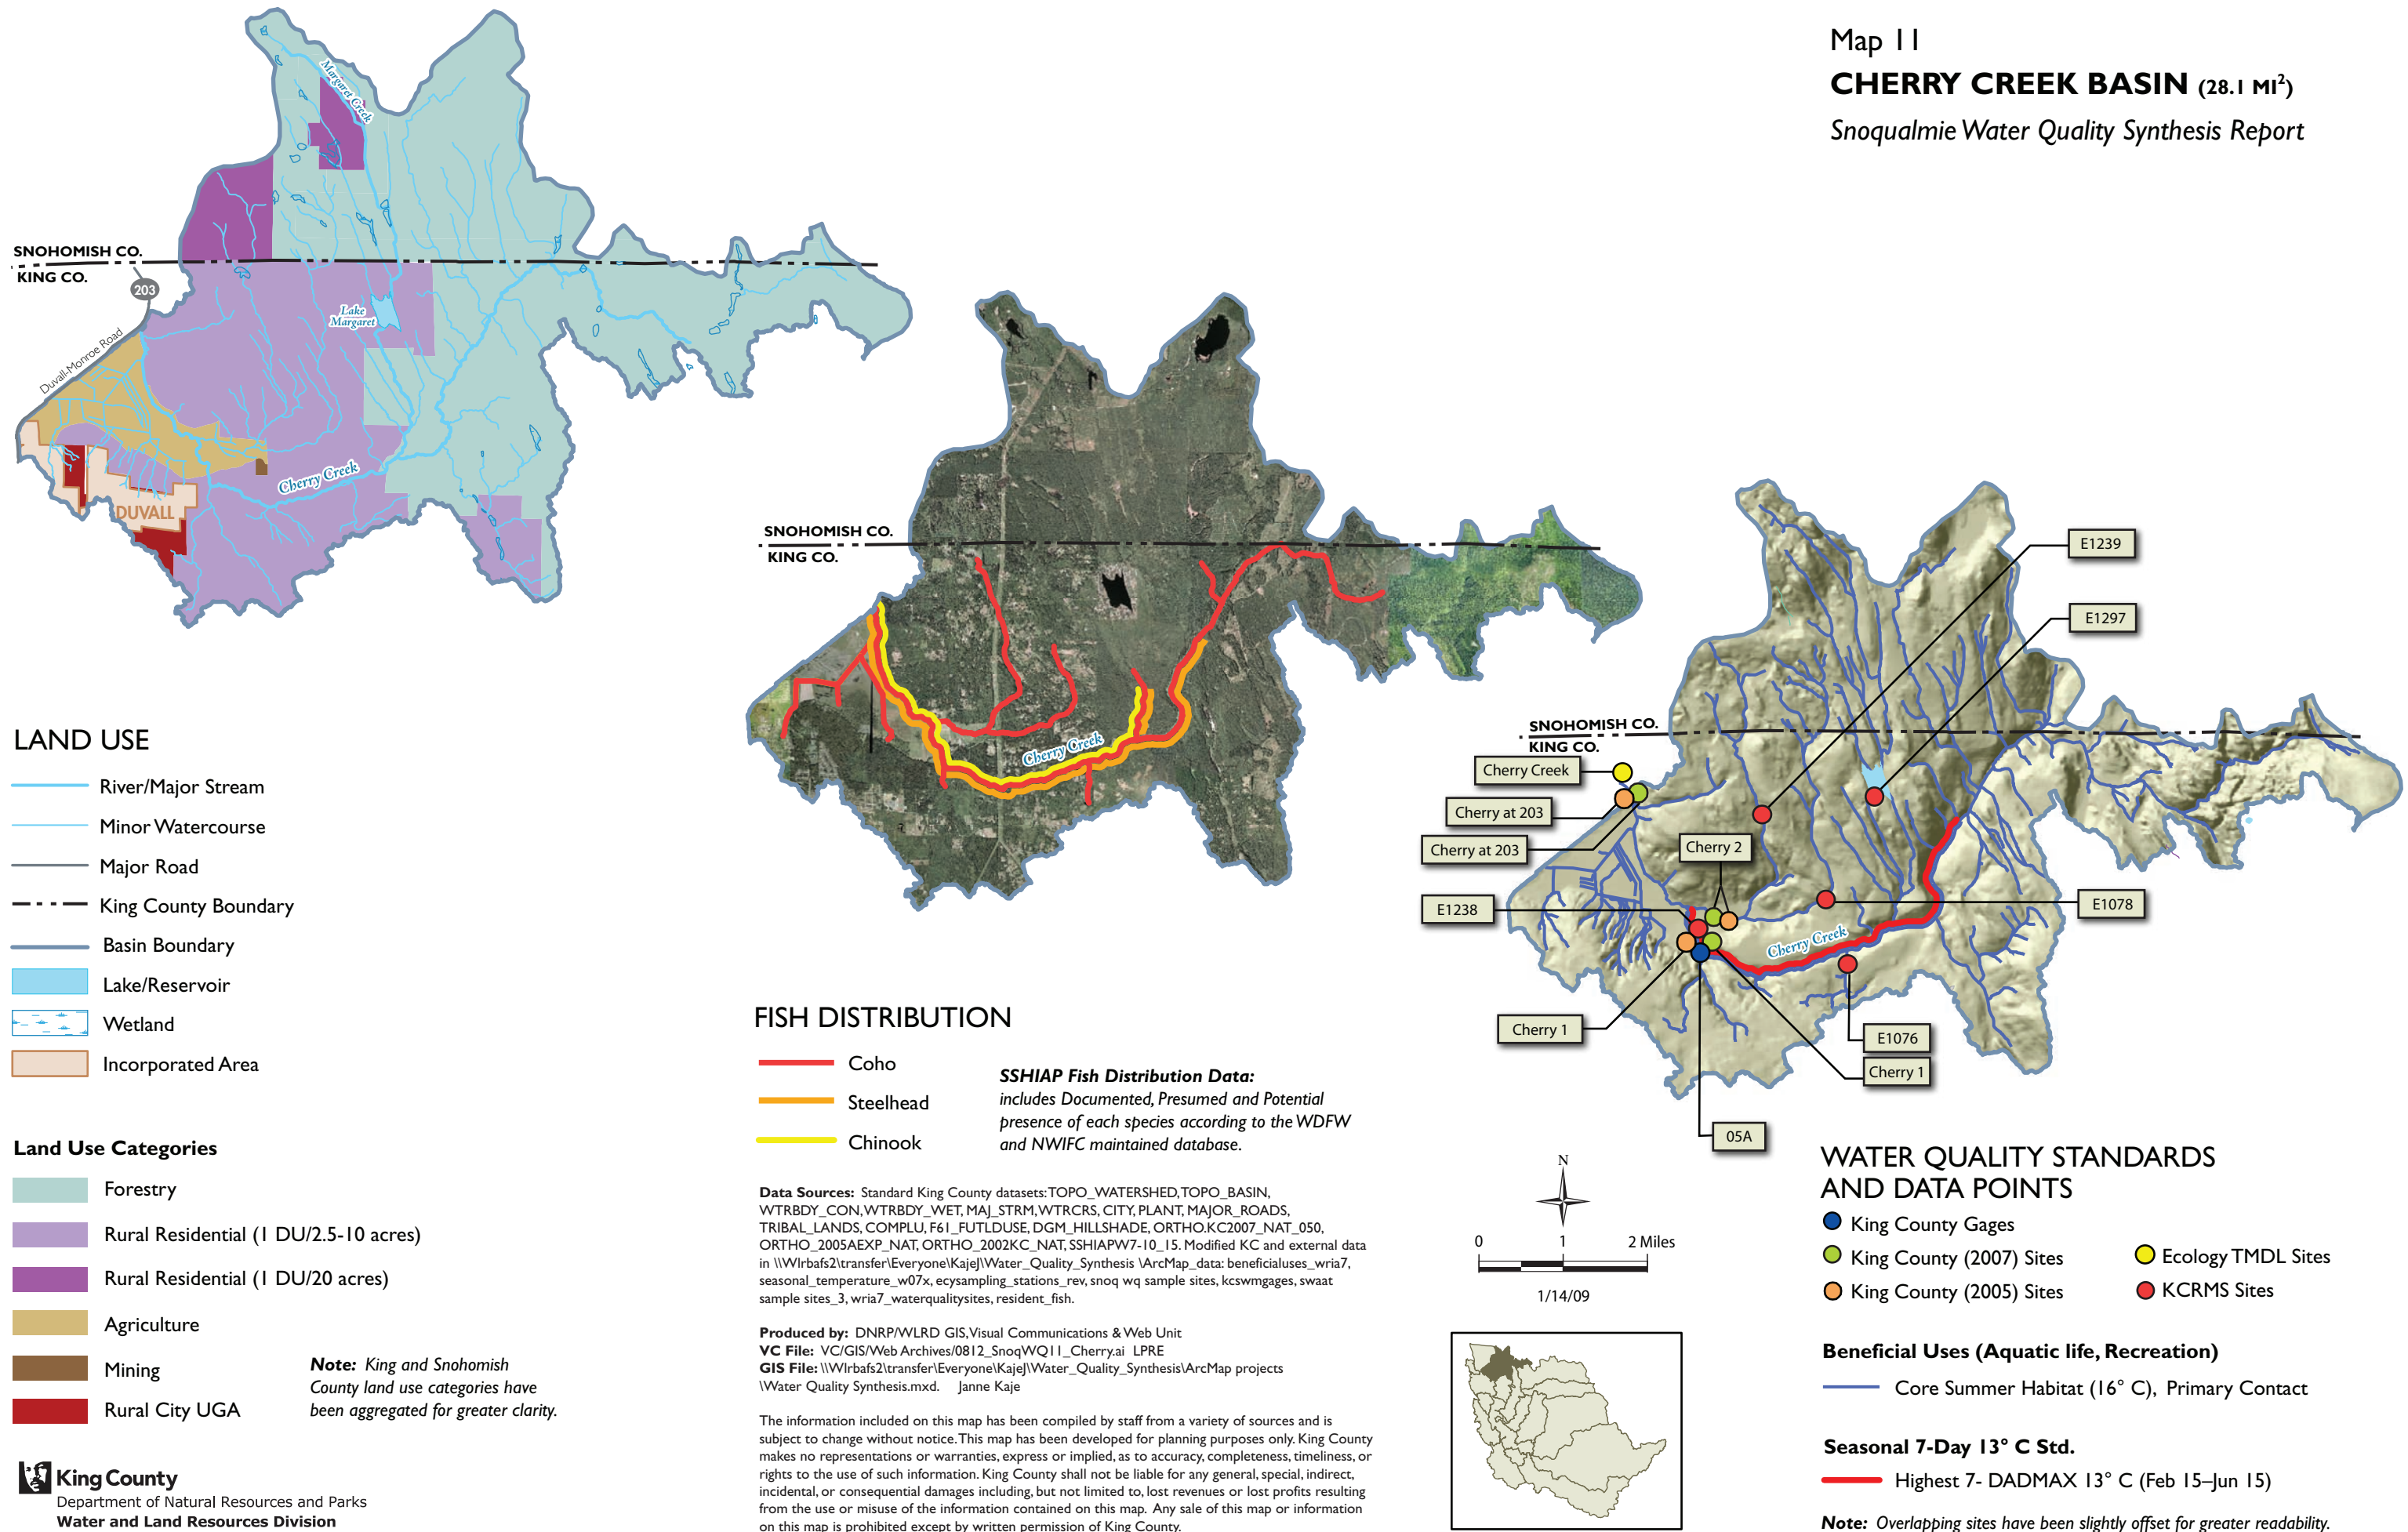 Map 11
CHERRY CREEK BASIN (28.1 MI²)
Snoqualmie Water Quality Synthesis Report
Margaret Creek
SNOHOMISH CO.
KING CO.
203
Duvall-Monroe Road
Lake
Margaret
Cherry Creek
DUVALL
LAND USE
River/Major Stream
Minor Watercourse
Major Road
King County Boundary
Basin Boundary
Lake/Reservoir
Wetland
Incorporated Area
Land Use Categories
Forestry
Rural Residential (1 DU/2.5-10 acres)
Rural Residential (1 DU/20 acres)
Agriculture
Mining
Rural City UGA
Note: King and Snohomish
County land use categories have
been aggregated for greater clarity.
King County
Department of Natural Resources and Parks
Water and Land Resources Division
SNOHOMISH CO.
KING CO.
Cherry Creek
FISH DISTRIBUTION
Coho
Steelhead
Chinook
SSHIAP Fish Distribution Data:
includes Documented, Presumed and Potential
presence of each species according to the WDFW
and NWIFC maintained database.
Data Sources: Standard King County datasets: TOPO_WATERSHED, TOPO_BASIN,
WTRBDY_CON, WTRBDY_WET, MAJ_STRM, WTRCRS, CITY, PLANT, MAJOR_ROADS,
TRIBAL_LANDS, COMPLU, F61_FUTLDUSE, DGM_HILLSHADE, ORTHO.KC2007_NAT_050,
ORTHO_2005AEXP_NAT, ORTHO_2002KC_NAT, SSHIAPW7-10_15. Modified KC and external data
in \\Wlrbafs2\transfer\Everyone\KajeJ\Water_Quality_Synthesis \ArcMap_data: beneficialuses_wria7,
seasonal_temperature_w07x, ecysampling_stations_rev, snoq wq sample sites, kcswmgages, swaat
sample sites_3, wria7_waterqualitysites, resident_fish.
Produced by: DNRP/WLRD GIS, Visual Communications & Web Unit
VC File: VC/GIS/Web Archives/0812_SnoqWQ11_Cherry.ai LPRE
GIS File: \\Wlrbafs2\transfer\Everyone\KajeJ\Water_Quality_Synthesis\ArcMap projects
\Water Quality Synthesis.mxd. Janne Kaje
The information included on this map has been compiled by staff from a variety of sources and is
subject to change without notice. This map has been developed for planning purposes only. King County
makes no representations or warranties, express or implied, as to accuracy, completeness, timeliness, or
rights to the use of such information. King County shall not be liable for any general, special, indirect,
incidental, or consequential damages including, but not limited to, lost revenues or lost profits resulting
from the use or misuse of the information contained on this map. Any sale of this map or information
on this map is prohibited except by written permission of King County.
SNOHOMISH CO.
KING CO.
E1239
E1297
Cherry Creek
Cherry at 203
Cherry at 203
Cherry 2
E1238
E1078
Cherry Creek
Cherry 1
E1076
Cherry 1
05A
N
0 1 2 Miles
1/14/09
WATER QUALITY STANDARDS
AND DATA POINTS
King County Gages
King County (2007) Sites
King County (2005) Sites
Ecology TMDL Sites
KCRMS Sites
Beneficial Uses (Aquatic life, Recreation)
Core Summer Habitat (16° C), Primary Contact
Seasonal 7-Day 13° C Std.
Highest 7- DADMAX 13° C (Feb 15–Jun 15)
Note: Overlapping sites have been slightly offset for greater readability.